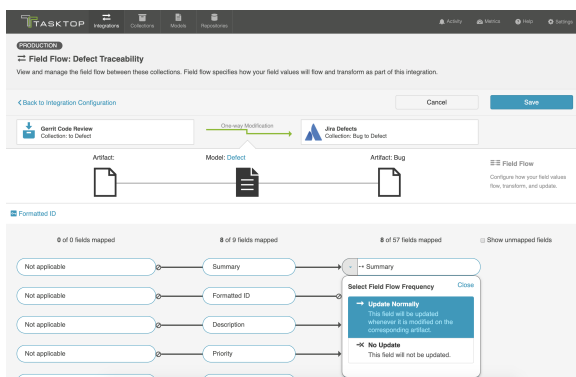 TASKTOP
Integrations
Collections
Models
Repositories
Activity
Metrics
Help
Settings
PRODUCTION
Field Flow: Defect Traceability
View and manage the field flow between these collections. Field flow specifies how your field values will flow and transform as part of this integration.
Back to Integration Configuration
Cancel
Save
Gerrit Code Review
Collection: to Defect
One-way Modification
Jira Defects
Collection: Bug to Defect
Artifact:
Model: Defect
Artifact: Bug
Field Flow
Configure how your field values
flow, transform, and update.
Formatted ID
0 of 0 fields mapped
8 of 9 fields mapped
8 of 57 fields mapped
Show unmapped fields
Not applicable
Summary
Summary
Select Field Flow Frequency
Close
Not applicable
Formatted ID
Update Normally
This field will be updated
whenever it is modified on the
corresponding artifact.
Not applicable
Description
No Update
This field will not be updated.
Not applicable
Priority